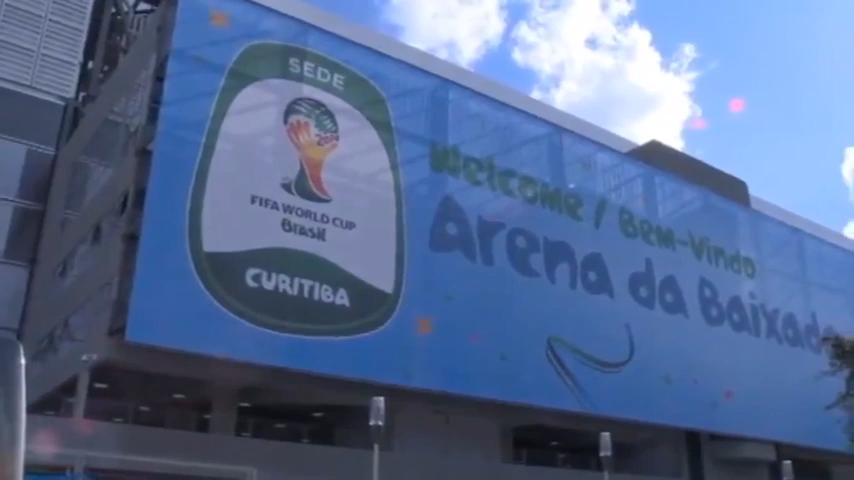 SEDE
FIFA WORLD CUP
Brasil
CURITIBA
Welcome / Bem-Vindo
Arena da Baixada